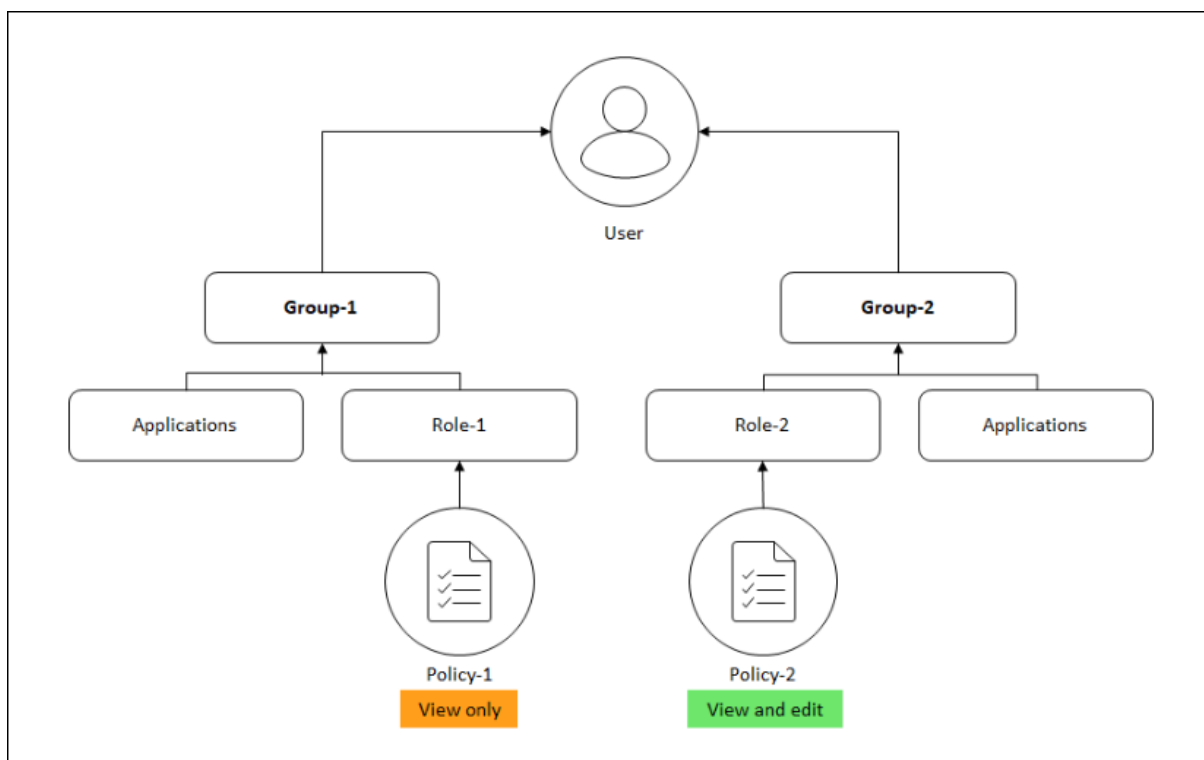 User
Group-1
Group-2
Applications
Role-1
Role-2
Applications
Policy-1
Policy-2
View only
View and edit